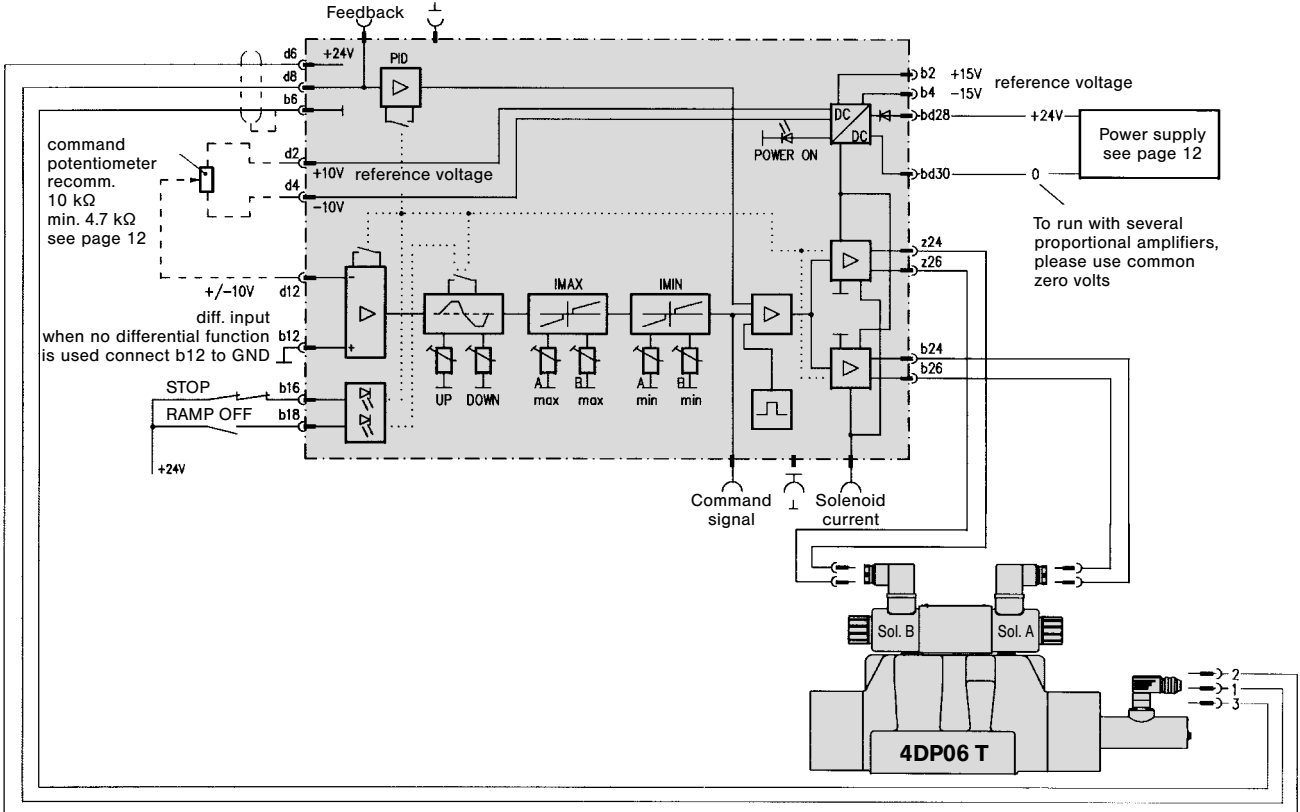 Feedback
d6
+24V
PID
d8
b6
b2 +15V
reference voltage
b4 -15V
DC
DC
bd28
+24V
Power supply
see page 12
POWER ON
command
potentiometer
recomm.
10 kΩ
min. 4.7 kΩ
see page 12
d2
+10V reference voltage
d4
-10V
bd30
0
To run with several
proportional amplifiers,
please use common
zero volts
z24
z26
+/-10V
d12
-
+
IMAX
IMIN
diff. input
when no differential function
is used connect b12 to GND
b12
b24
b26
STOP
b16
RAMP OFF
b18
+24V
UP
DOWN
A
max
B
max
A
min
B
min
Command
signal
Solenoid
current
Sol. B
Sol. A
2
1
3
4DP06 T